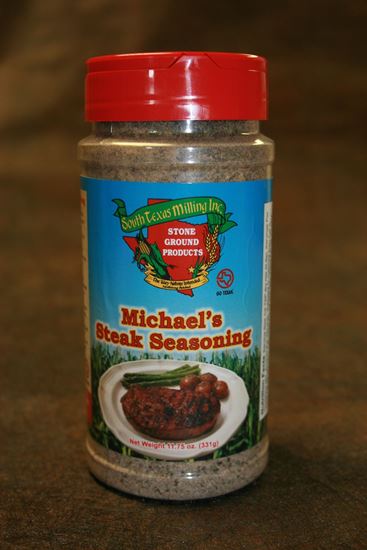 South Texas Milling Inc.
STONE
GROUND
PRODUCTS
GO TEXAN
Michael's
Steak Seasoning
Net Weight 11.75 oz. (331g)